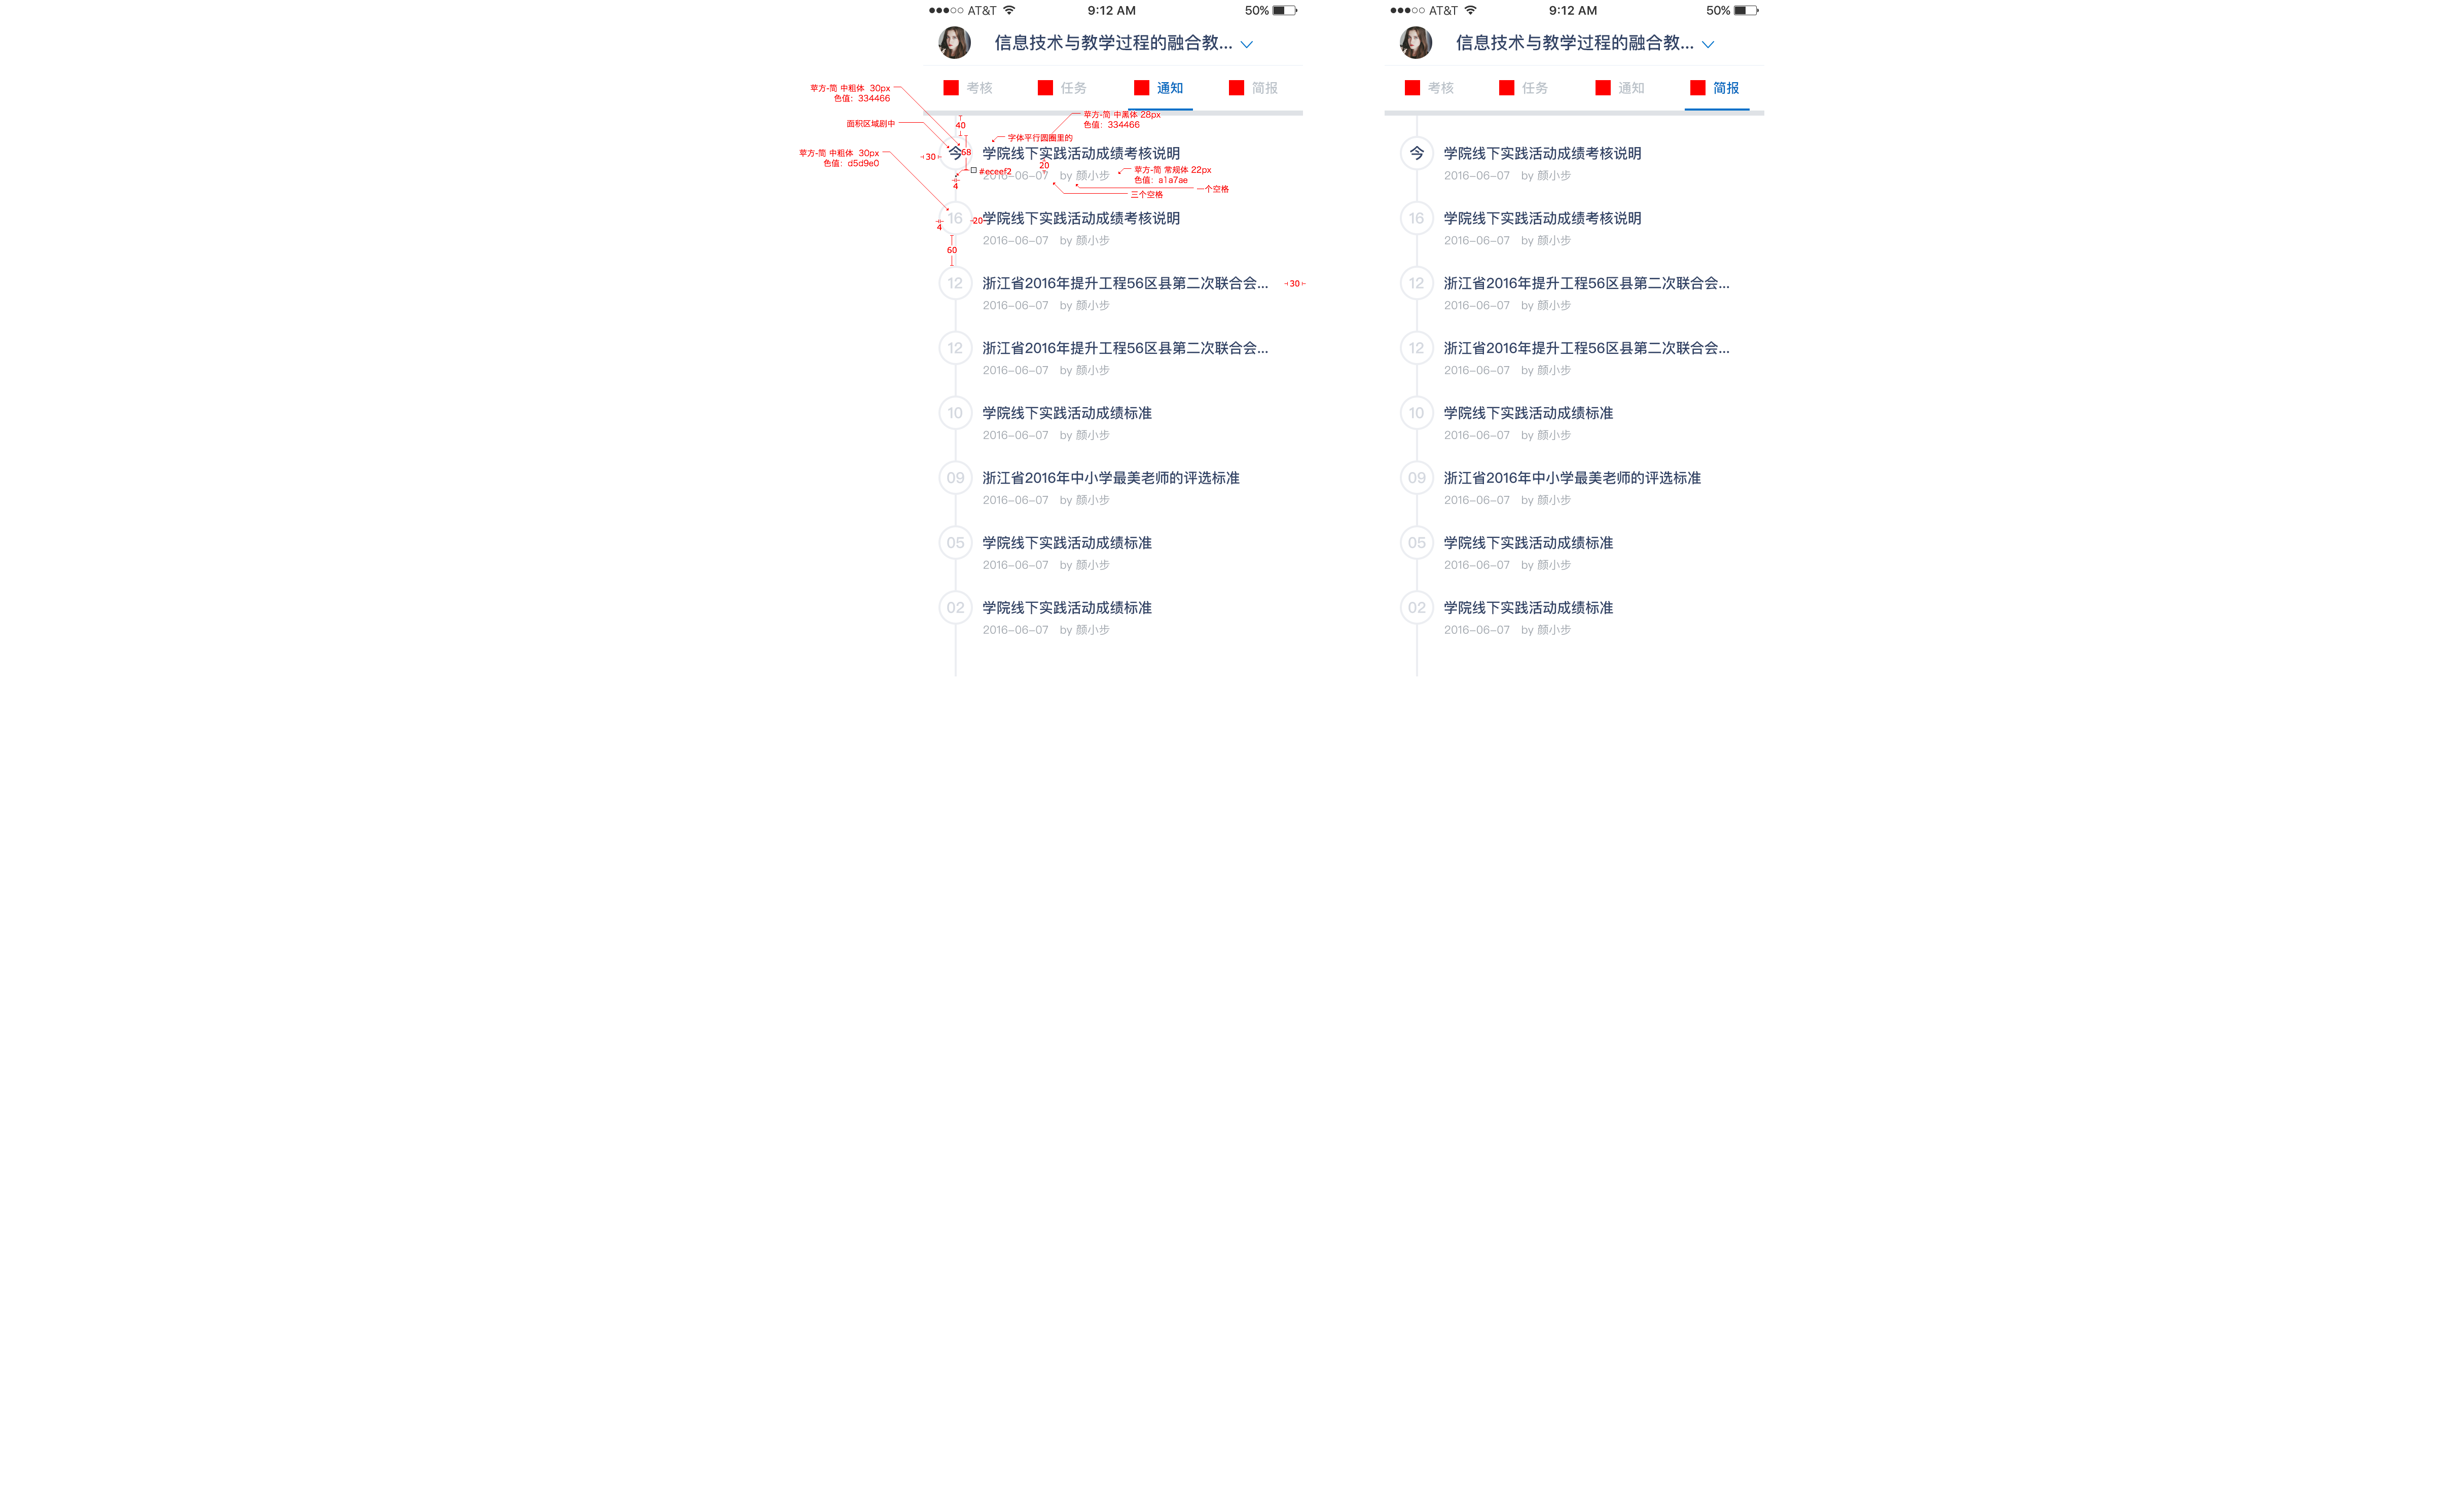 AT&T 9:12 AM 50%
信息技术与教学过程的融合教...
考核 任务 通知 简报
苹方-简 中粗体 30px
色值：334466
面积区域剧中
苹方-简 中粗体 30px
色值：d5d9e0
40
苹方-简 中黑体 28px
色值：334466
字体平行圆圈里的
30
今
68
学院线下实践活动成绩考核说明
20
#eceef2
2016-06-07 by 颜小步
苹方-简 常规体 22px
色值：a1a7ae
一个空格
三个空格
4
16
20
学院线下实践活动成绩考核说明
4
2016-06-07 by 颜小步
60
12
浙江省2016年提升工程56区县第二次联合会...
30
2016-06-07 by 颜小步
12
浙江省2016年提升工程56区县第二次联合会...
2016-06-07 by 颜小步
10
学院线下实践活动成绩标准
2016-06-07 by 颜小步
09
浙江省2016年中小学最美老师的评选标准
2016-06-07 by 颜小步
05
学院线下实践活动成绩标准
2016-06-07 by 颜小步
02
学院线下实践活动成绩标准
2016-06-07 by 颜小步
AT&T 9:12 AM 50%
信息技术与教学过程的融合教...
考核 任务 通知 简报
今
学院线下实践活动成绩考核说明
2016-06-07 by 颜小步
16
学院线下实践活动成绩考核说明
2016-06-07 by 颜小步
12
浙江省2016年提升工程56区县第二次联合会...
2016-06-07 by 颜小步
12
浙江省2016年提升工程56区县第二次联合会...
2016-06-07 by 颜小步
10
学院线下实践活动成绩标准
2016-06-07 by 颜小步
09
浙江省2016年中小学最美老师的评选标准
2016-06-07 by 颜小步
05
学院线下实践活动成绩标准
2016-06-07 by 颜小步
02
学院线下实践活动成绩标准
2016-06-07 by 颜小步